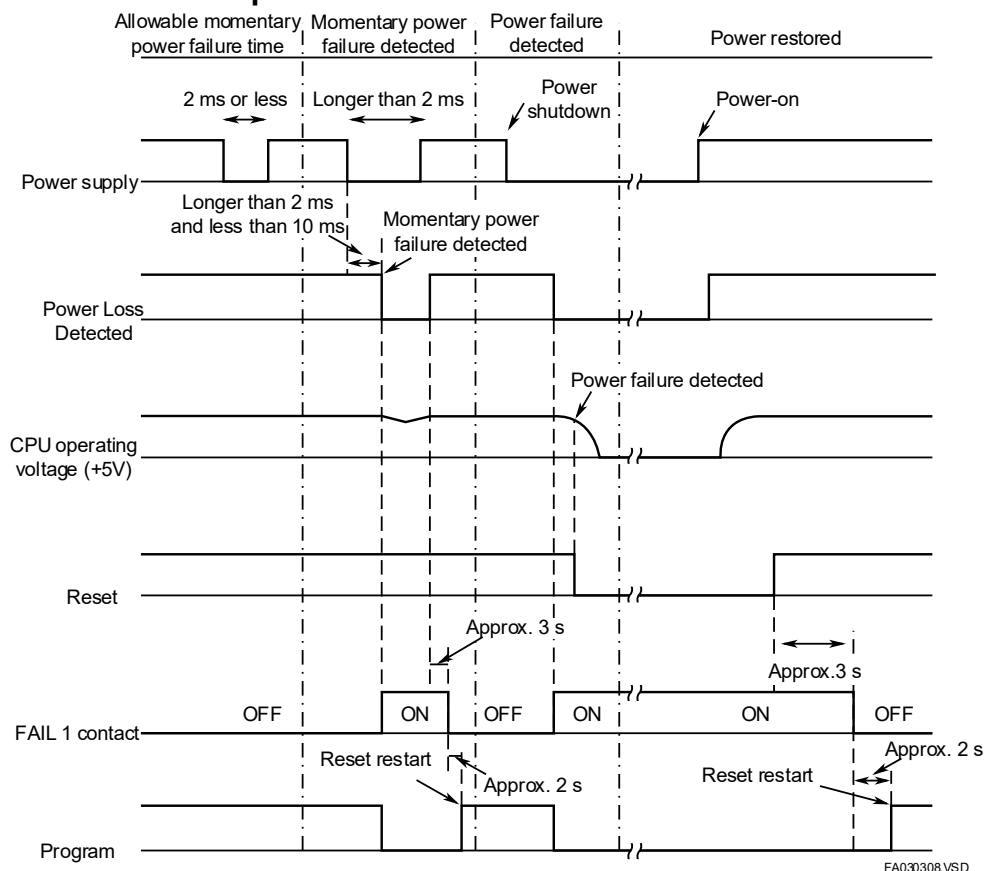 Allowable momentary
power failure time
Momentary power
failure detected
Power failure
detected
Power restored
2 ms or less
Longer than 2 ms
Power
shutdown
Power-on
Power supply
Longer than 2 ms
and less than 10 ms
Momentary power
failure detected
Power Loss
Detected
Power failure detected
CPU operating
voltage (+5V)
Reset
Approx. 3 s
Approx.3 s
OFF
ON
OFF
ON
ON
OFF
FAIL 1 contact
Reset restart
Approx. 2 s
Reset restart
Approx. 2 s
Program
FA030308.VSD